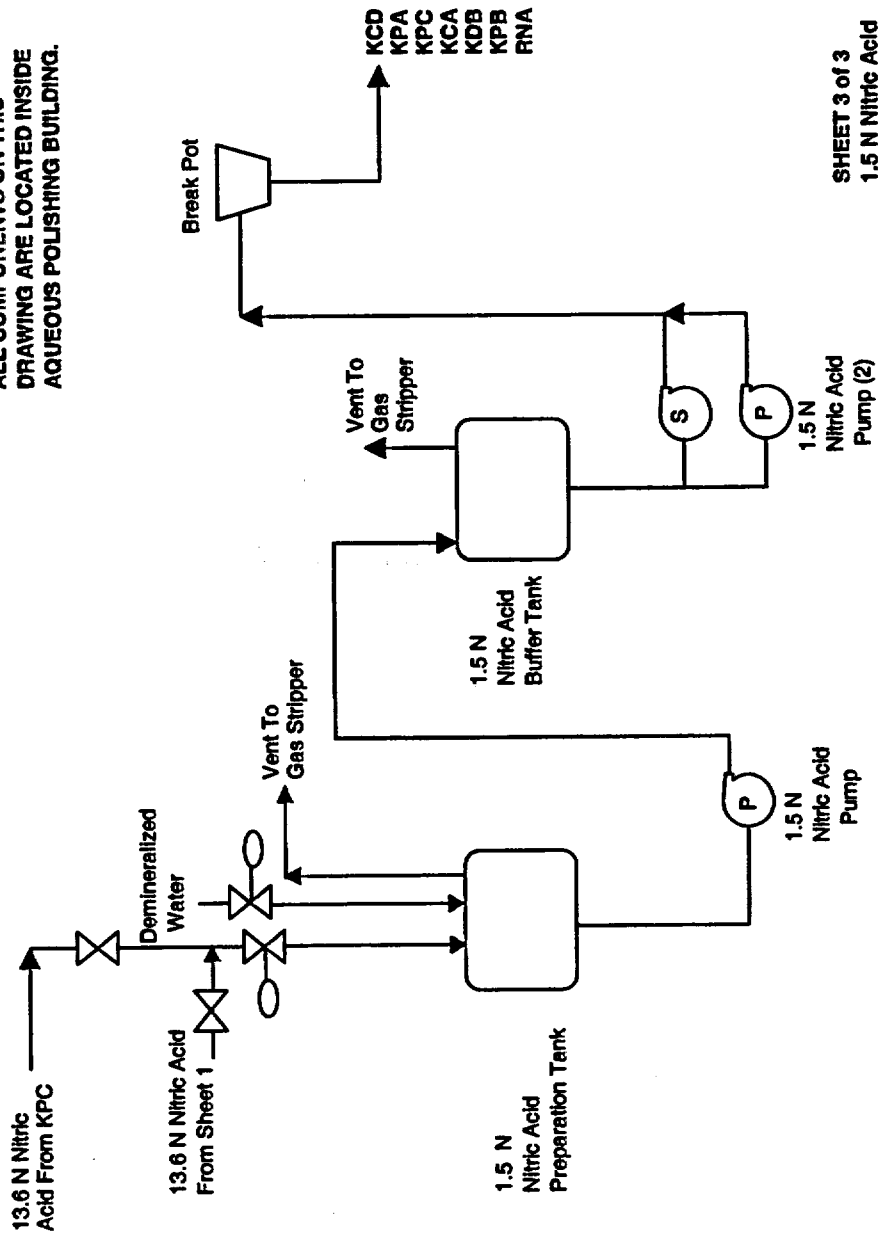 ALL COMPONENTS ON THIS
DRAWING ARE LOCATED INSIDE
AQUEOUS POLISHING BUILDING.
13.6 N Nitric
Acid From KPC
Demineralized
Water
13.6 N Nitric Acid
From Sheet 1
Vent To
Gas Stripper
1.5 N
Nitric Acid
Preparation Tank
P
1.5 N
Nitric Acid
Pump
1.5 N
Nitric Acid
Buffer Tank
Vent To
Gas
Stripper
S
P
1.5 N
Nitric Acid
Pump (2)
Break Pot
KCD
KPA
KPC
KCA
KDB
KPB
RNA
SHEET 3 of 3
1.5 N Nitric Acid